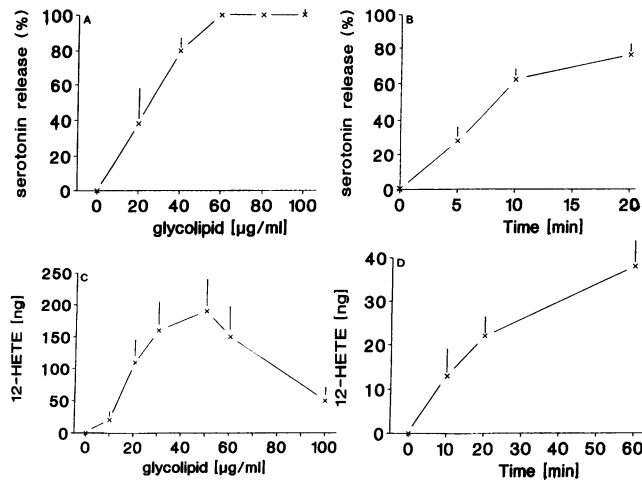 A
serotonin release (%)
100
80
60
40
20
0
0 20 40 60 80 100
glycolipid [µg/ml]
B
serotonin release (%)
100
80
60
40
20
0
0 5 10 15 20
Time [min]
C
12-HETE [ng]
250
200
150
100
50
0
0 20 40 60 80 100
glycolipid [µg/ml]
D
12-HETE [ng]
40
30
20
10
0
0 10 20 30 40 50 60
Time [min]